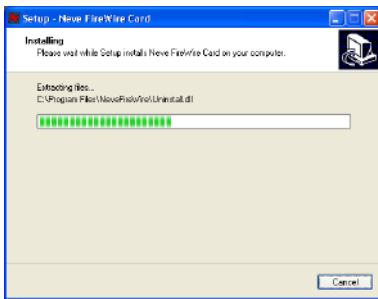 Setup - Neve FireWire Card
Installing
Please wait while Setup installs Neve FireWire Card on your computer.
Extracting files...
C:\Program Files\NeveFireWire\Uninstall.dll
Cancel